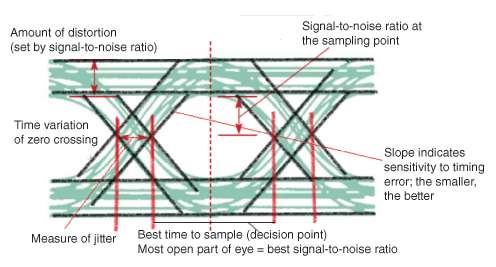 Amount of distortion
(set by signal-to-noise ratio)
Signal-to-noise ratio at
the sampling point
Time variation
of zero crossing
Slope indicates
sensitivity to timing
error; the smaller,
the better
Measure of jitter
Best time to sample (decision point)
Most open part of eye = best signal-to-noise ratio